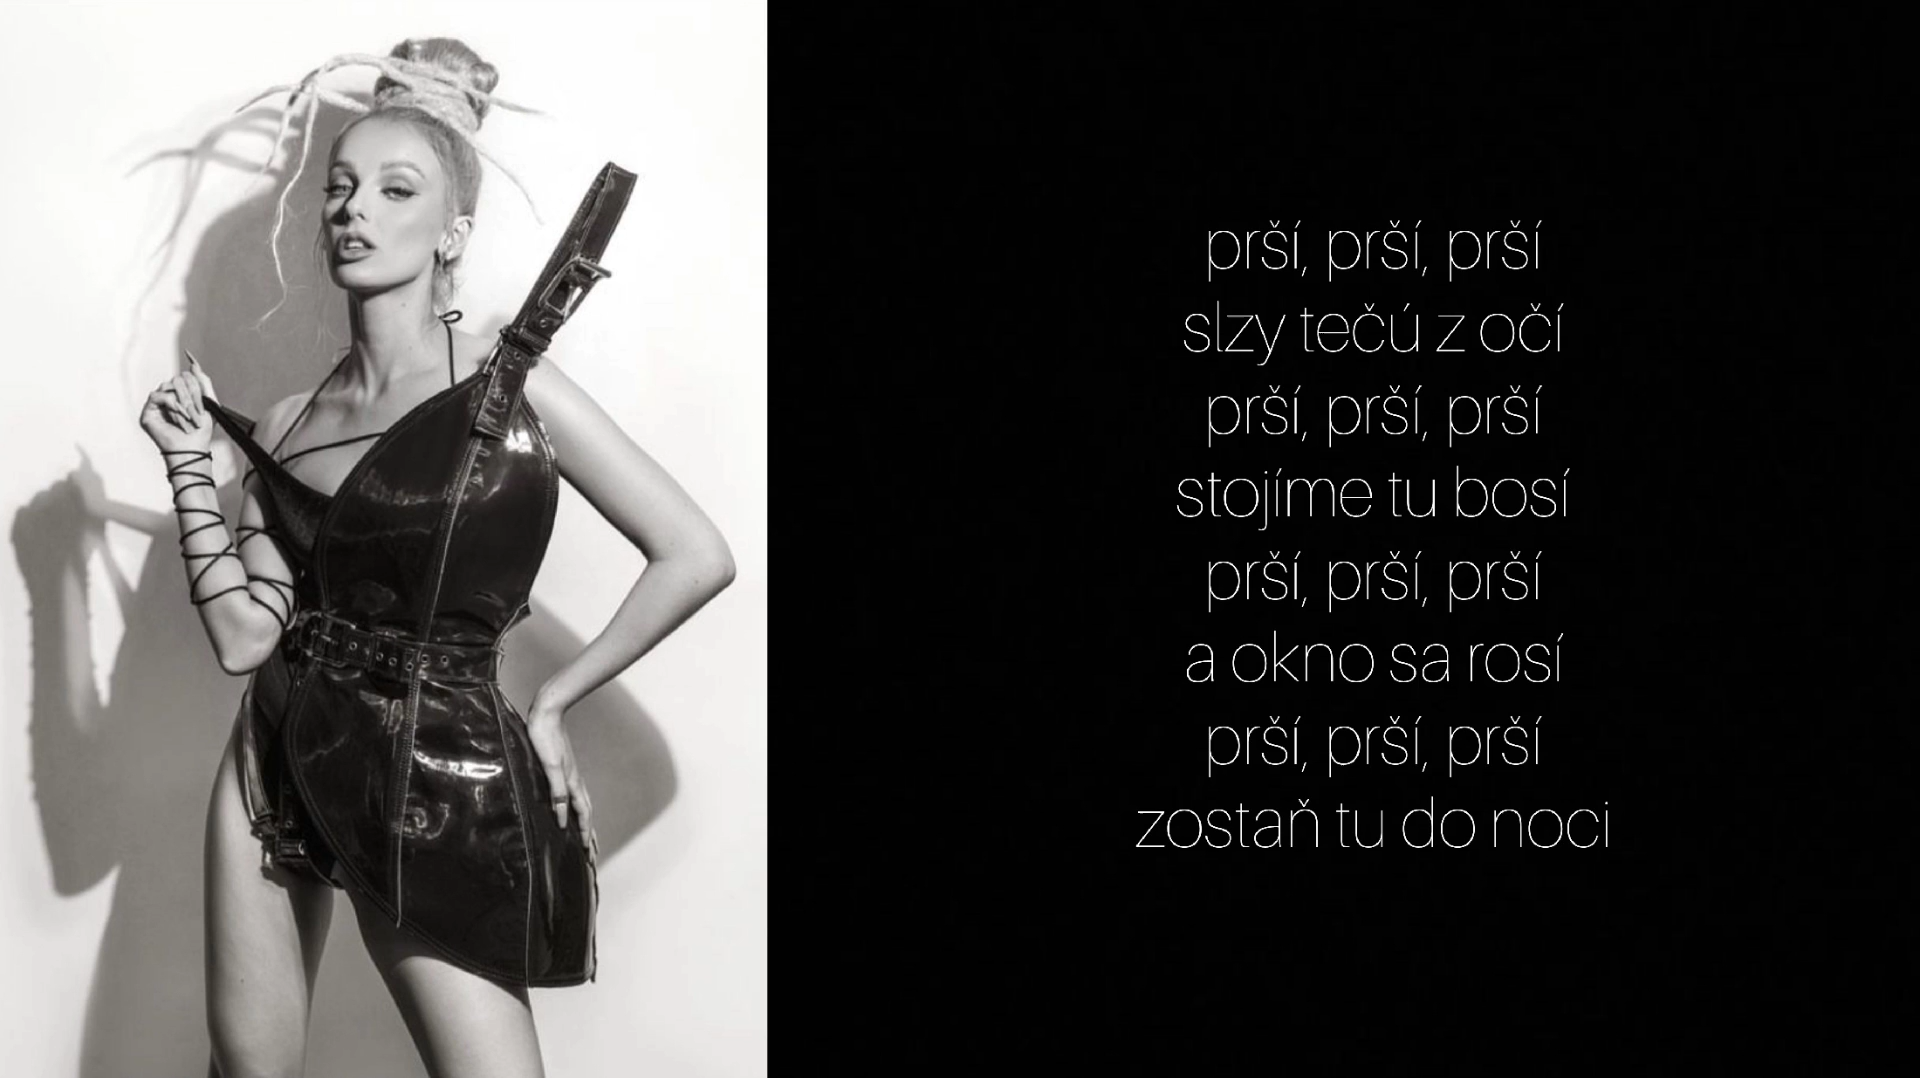 prší, prší, prší
slzy tečú z očí
prší, prší, prší
stojíme tu bosí
prší, prší, prší
a okno sa rosí
prší, prší, prší
zostaň tu do noci